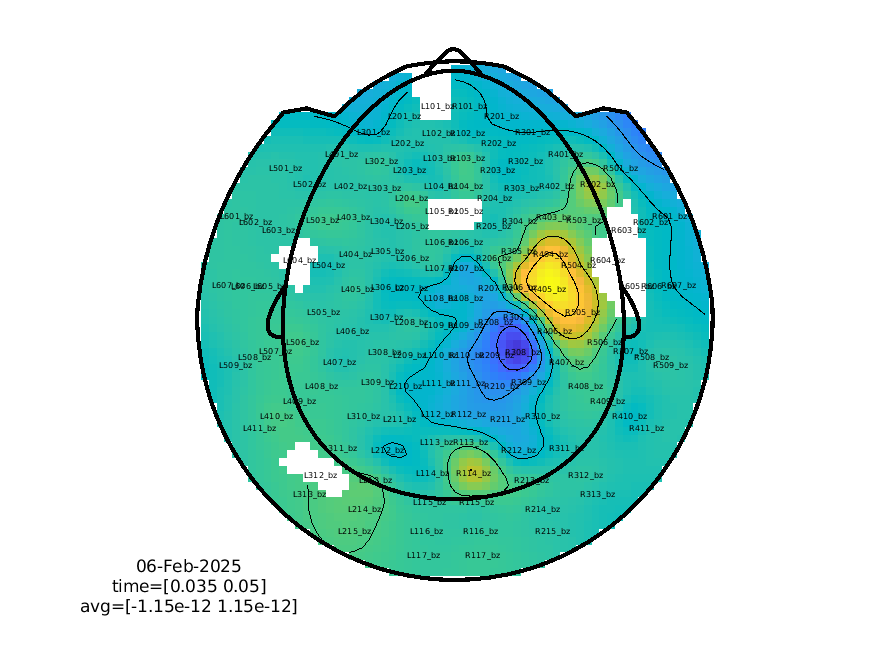 L101_bz R101_bz
L201_bz R201_bz
L301_bz L102_bz R102_bz R301_bz
L202_bz R202_bz
L401_bz L302_bz L103_bz R103_bz R302_bz R401_bz
L501_bz L203_bz R203_bz R501_bz
L502_bz L402_bz L303_bz L104_bz R104_bz R303_bz R402_bz R502_bz
L204_bz R204_bz
L601_bz L602_bz L503_bz L403_bz L304_bz L105_bz R105_bz R304_bz R403_bz R503_bz R601_bz
L603_bz L205_bz R205_bz R603_bz
L604_bz L504_bz L404_bz L305_bz L106_bz R106_bz R305_bz R404_bz R504_bz R604_bz
L206_bz R206_bz
L107_bz R107_bz
L607_bz L605_bz L405_bz L306_bz L207_bz R207_bz R306_bz R405_bz R605_bz R607_bz
L108_bz R108_bz
L505_bz L307_bz L208_bz R208_bz R505_bz
L406_bz L109_bz R109_bz R406_bz
L506_bz R506_bz
L509_bz L508_bz L507_bz L407_bz L308_bz L209_bz L110_bz R110_bz R209_bz R308_bz R407_bz R507_bz R508_bz R509_bz
L408_bz L309_bz L210_bz L111_bz R111_bz R210_bz R309_bz R408_bz
L409_bz R409_bz
L411_bz L410_bz L310_bz L211_bz L112_bz R112_bz R211_bz R310_bz R410_bz R411_bz
L311_bz L212_bz L113_bz R113_bz R212_bz R311_bz
L312_bz L114_bz R114_bz R312_bz
L313_bz R313_bz
L214_bz L115_bz R115_bz R214_bz
L215_bz L116_bz R116_bz R215_bz
L117_bz R117_bz
06-Feb-2025
time=[0.035 0.05]
avg=[-1.15e-12 1.15e-12]